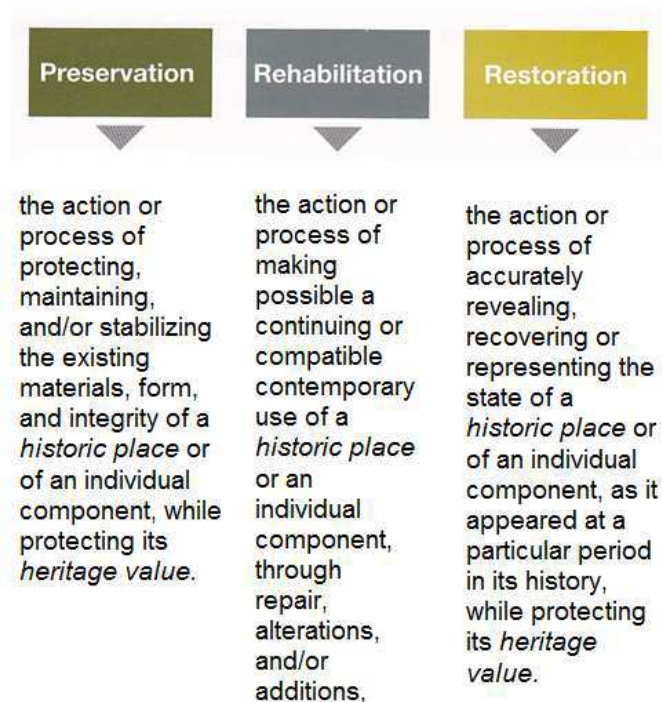 Preservation
the action or
process of
protecting,
maintaining,
and/or stabilizing
the existing
materials, form,
and integrity of a
historic place or
of an individual
component, while
protecting its
heritage value.
Rehabilitation
the action or
process of
making
possible a
continuing or
compatible
contemporary
use of a
historic place
or an
individual
component,
through
repair,
alterations,
and/or
additions,
Restoration
the action or
process of
accurately
revealing,
recovering or
representing the
state of a
historic place or
of an individual
component, as it
appeared at a
particular period
in its history,
while protecting
its heritage
value.